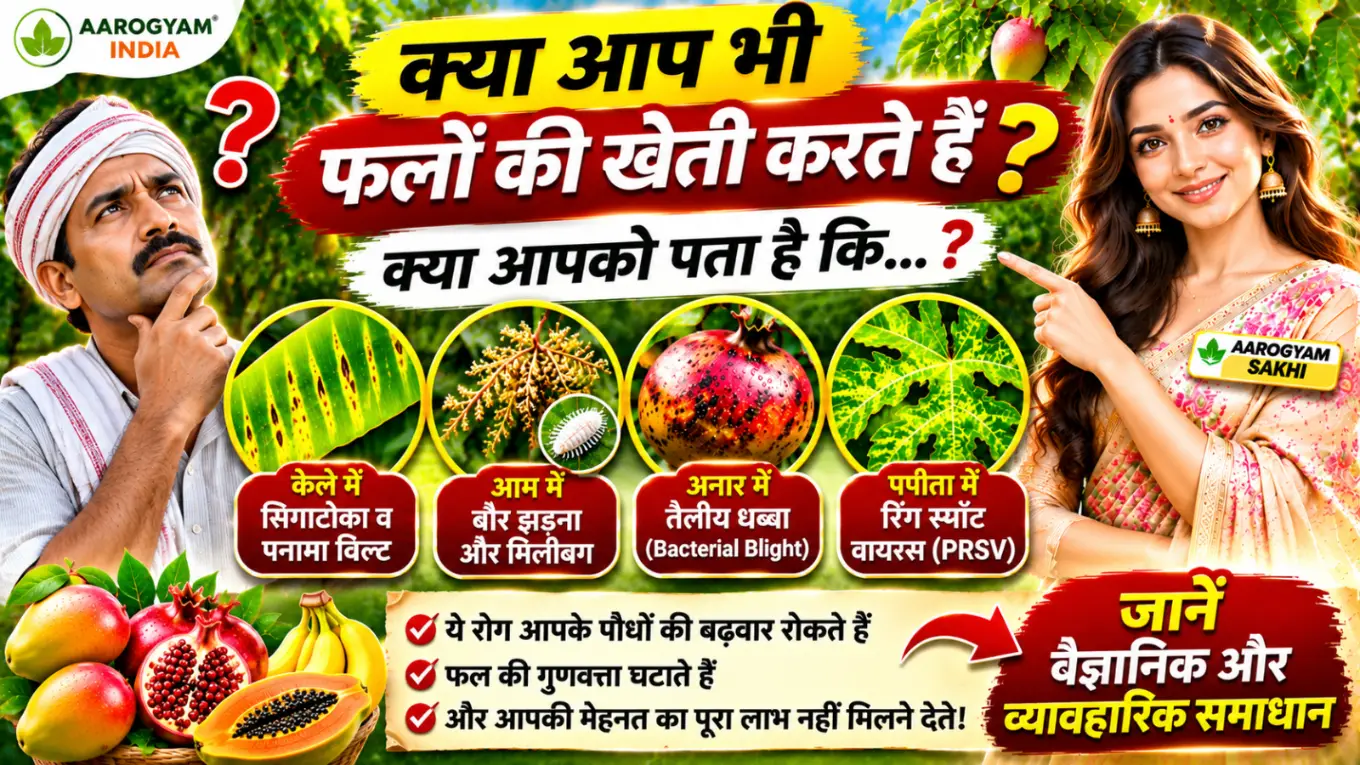 AAROGYAM®
INDIA
क्या आप भी
फलों की खेती करते हैं ?
क्या आपको पता है कि...?
?
केले में
सिगाटोका व
पनामा विल्ट
आम में
बौर झड़ना
और मिलीबग
अनार में
तैलीय धब्बा
(Bacterial Blight)
पपीता में
रिंग स्पॉट
वायरस (PRSV)
AAROGYAM
SAKHI
ये रोग आपके पौधों की बढ़वार रोकते हैं
फल की गुणवत्ता घटाते हैं
और आपकी मेहनत का पूरा लाभ नहीं मिलने देते!
जानें
वैज्ञानिक और
व्यावहारिक समाधान